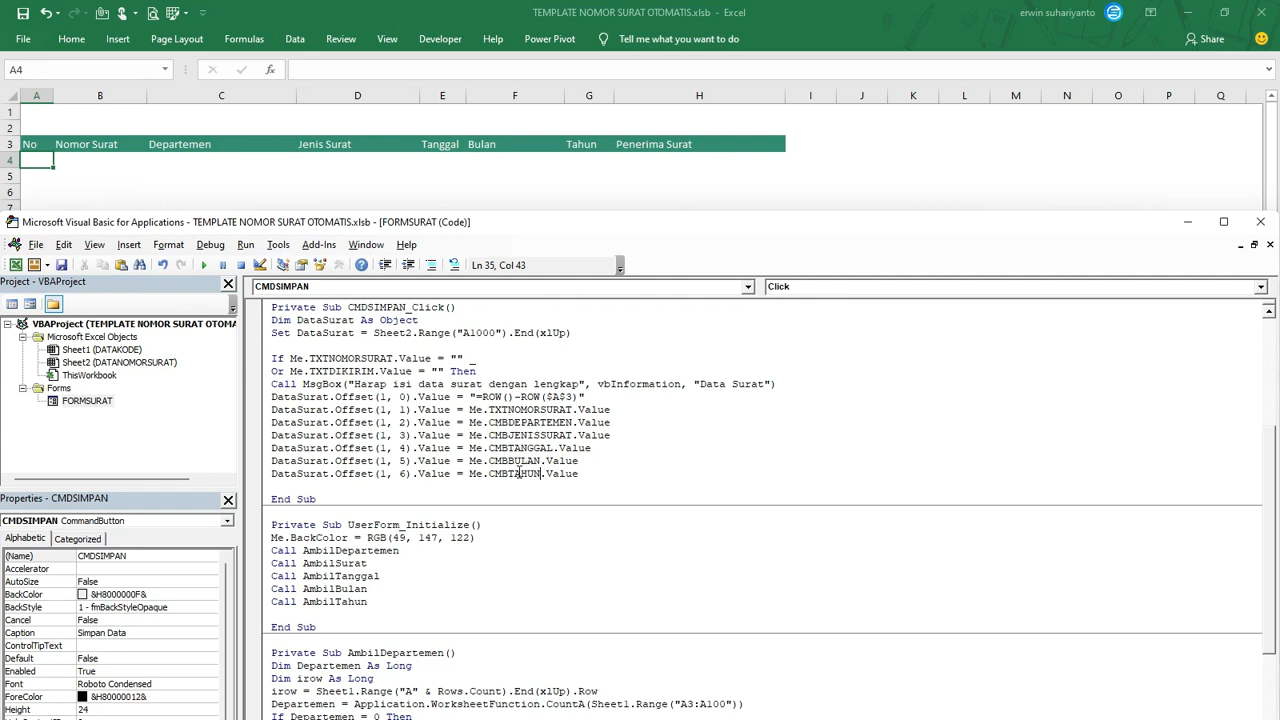 TEMPLATE NOMOR SURAT OTOMATIS.xlsb - Excel
erwin suhariyanto
File Home Insert Page Layout Formulas Data Review View Developer Help Power Pivot Tell me what you want to do Share
A4
fx
A B C D E F G H I J K L M N O P Q
1
2
3 No Nomor Surat Departemen Jenis Surat Tanggal Bulan Tahun Penerima Surat
4
5
6
7
Microsoft Visual Basic for Applications - TEMPLATE NOMOR SURAT OTOMATIS.xlsb - [FORMSURAT (Code)]
File Edit View Insert Format Debug Run Tools Add-Ins Window Help
Ln 35, Col 43
Project - VBAProject
VBAProject (TEMPLATE NOMOR SURAT OTOMA
Microsoft Excel Objects
Sheet1 (DATAKODE)
Sheet2 (DATANOMORSURAT)
ThisWorkbook
Forms
FORMSURAT
Properties - CMDSIMPAN
CMDSIMPAN CommandButton
Alphabetic Categorized
(Name) CMDSIMPAN
Accelerator
AutoSize False
BackColor &H8000000F&
BackStyle 1 - fmBackStyleOpaque
Cancel False
Caption Simpan Data
ControlTipText
Default False
Enabled True
Font Roboto Condensed
ForeColor &H80000012&
Height 24
CMDSIMPAN Click
Private Sub CMDSIMPAN_Click()
Dim DataSurat As Object
Set DataSurat = Sheet2.Range("A1000").End(xlUp)
If Me.TXTNOMORSURAT.Value = "" _
Or Me.TXTDIKIRIM.Value = "" Then
Call MsgBox("Harap isi data surat dengan lengkap", vbInformation, "Data Surat")
DataSurat.Offset(1, 0).Value = "=ROW()-ROW($A$3)"
DataSurat.Offset(1, 1).Value = Me.TXTNOMORSURAT.Value
DataSurat.Offset(1, 2).Value = Me.CMBDEPARTEMEN.Value
DataSurat.Offset(1, 3).Value = Me.CMBJENISSURAT.Value
DataSurat.Offset(1, 4).Value = Me.CMBTANGGAL.Value
DataSurat.Offset(1, 5).Value = Me.CMBBULAN.Value
DataSurat.Offset(1, 6).Value = Me.CMBTAHUN.Value
End Sub
Private Sub UserForm_Initialize()
Me.BackColor = RGB(49, 147, 122)
Call AmbilDepartemen
Call AmbilSurat
Call AmbilTanggal
Call AmbilBulan
Call AmbilTahun
End Sub
Private Sub AmbilDepartemen()
Dim Departemen As Long
Dim irow As Long
irow = Sheet1.Range("A" & Rows.Count).End(xlUp).Row
Departemen = Application.WorksheetFunction.CountA(Sheet1.Range("A3:A100"))
If Departemen = 0 Then